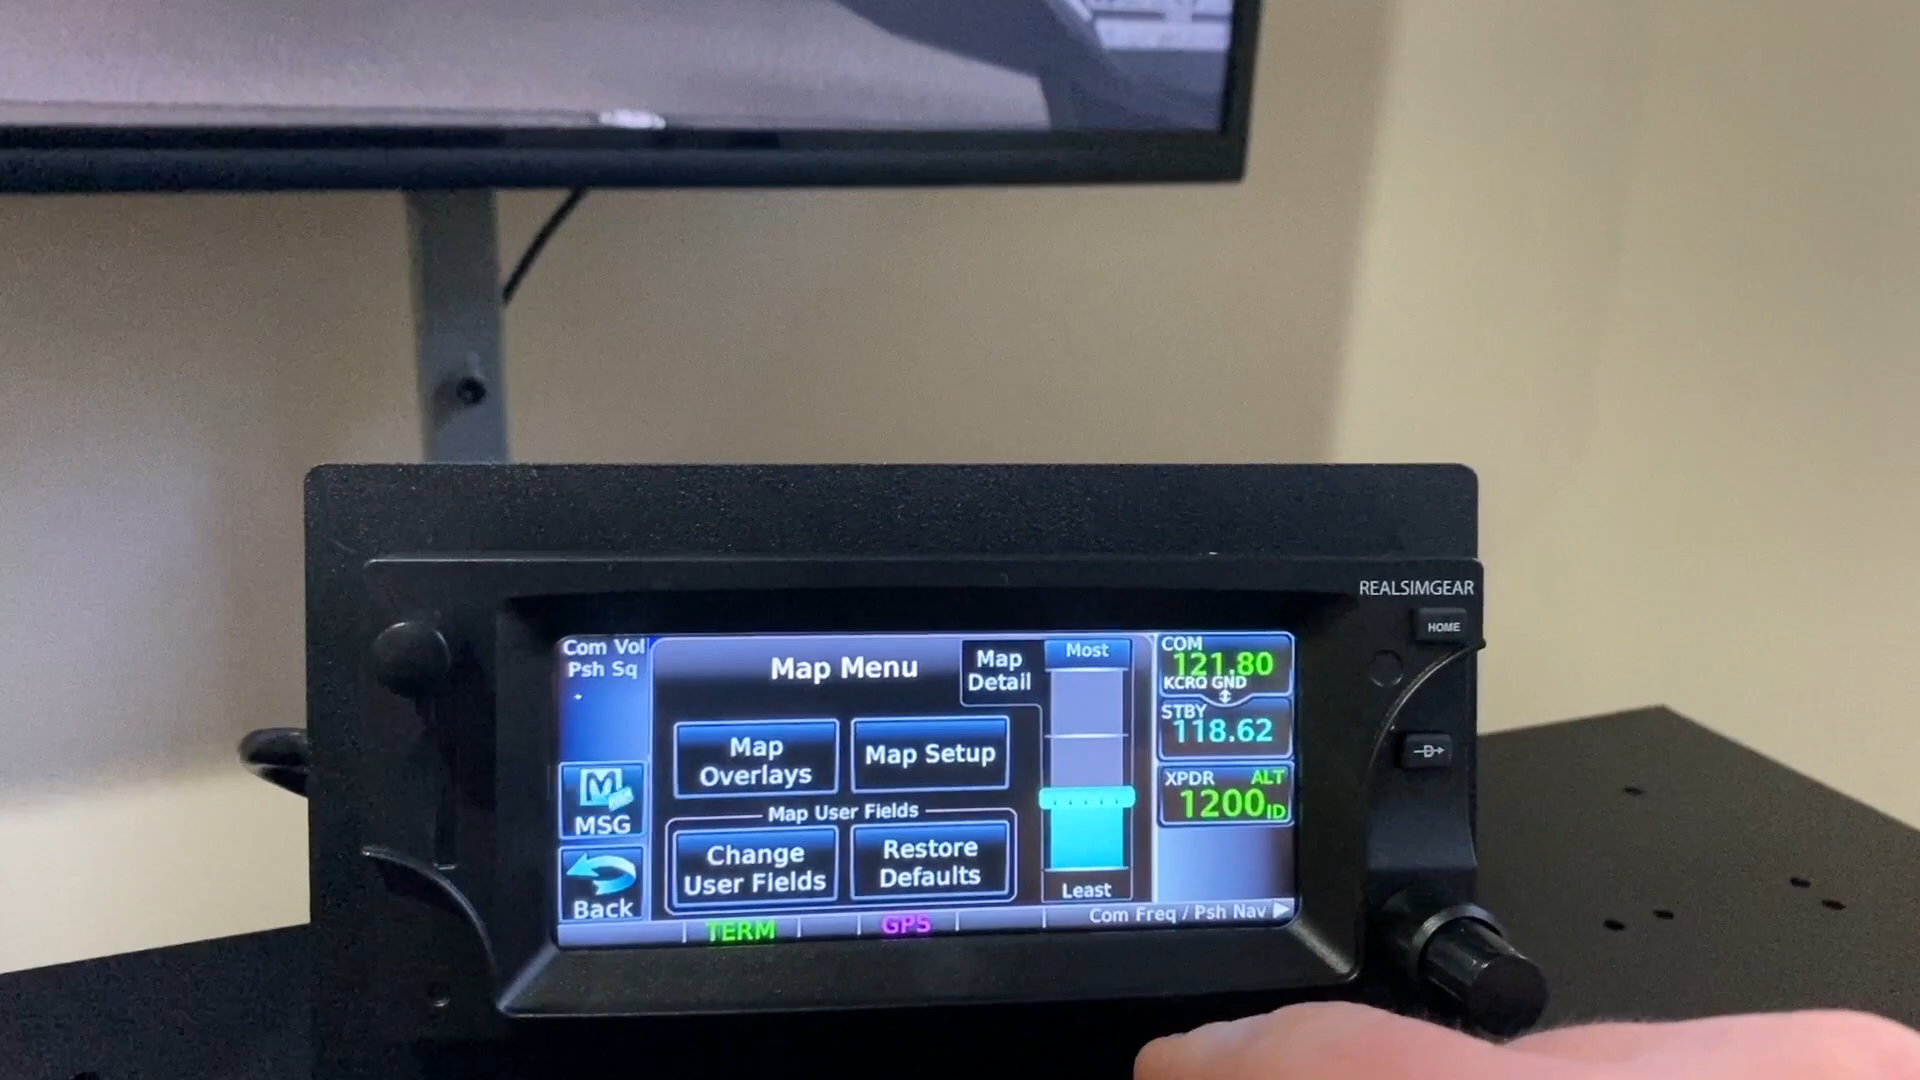 REALSIMGEAR
HOME
Com Vol
Psh Sq
Map Menu
Map
Detail
Most
COM
121.80
KCRQ GND
STBY
118.62
Map
Overlays
Map Setup
XPDR ALT
1200 ID
MSG
Map User Fields
Change
User Fields
Restore
Defaults
Back
Least
TERM
GPS
Com Freq / Psh Nav